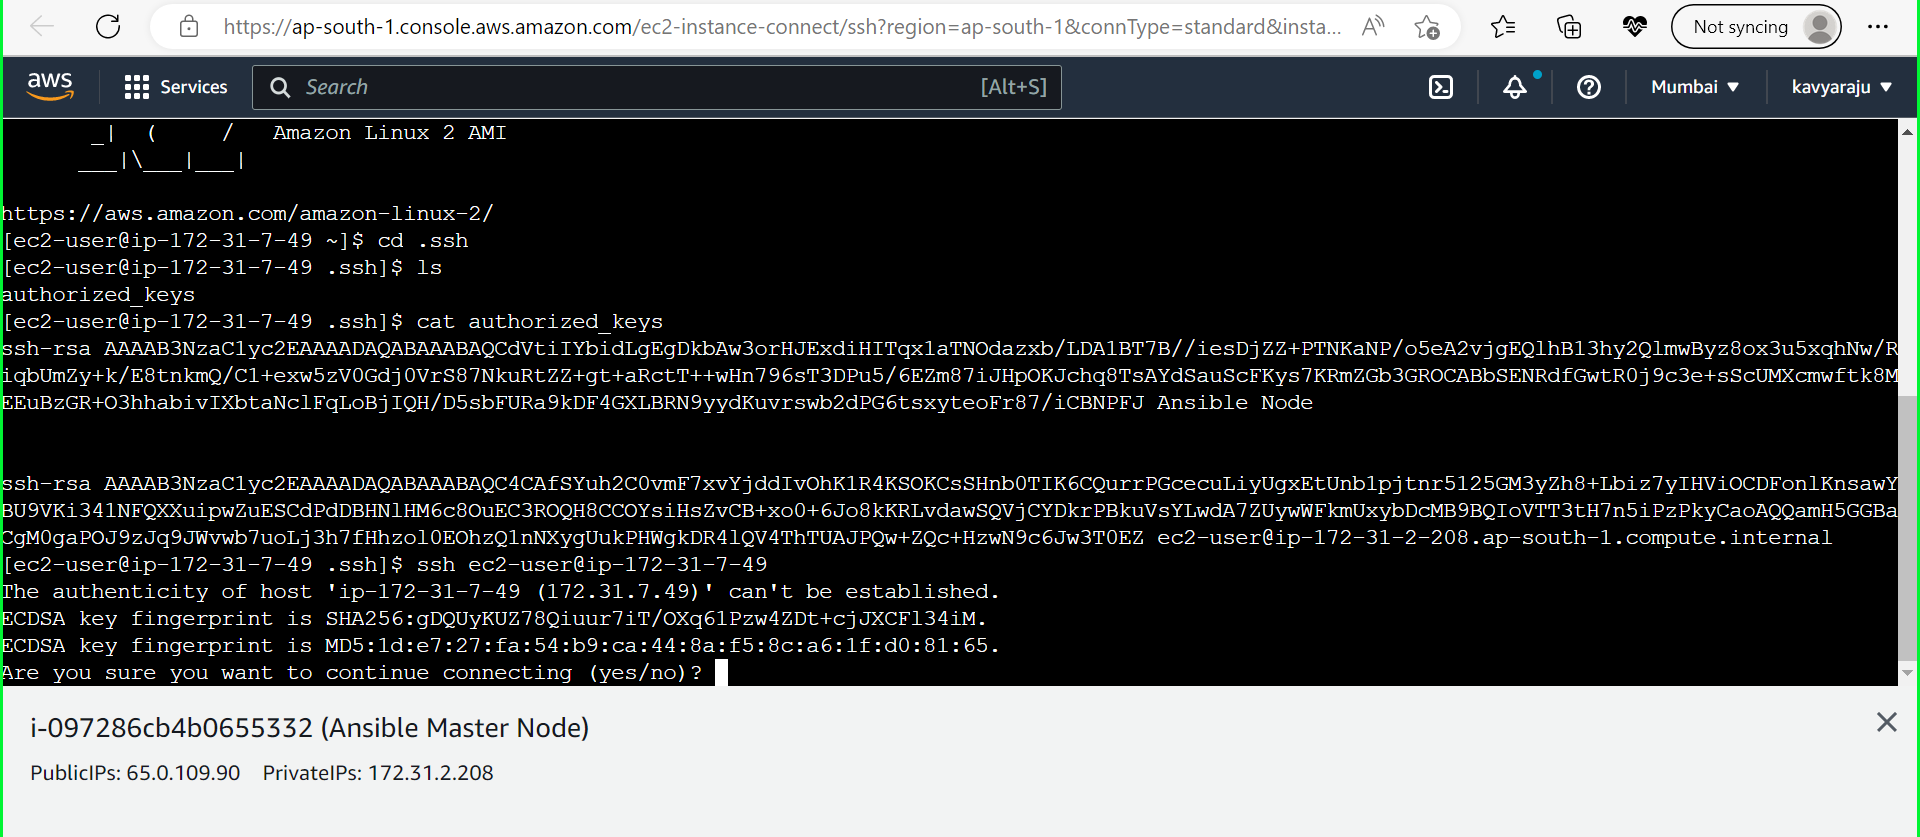 https://ap-south-1.console.aws.amazon.com/ec2-instance-connect/ssh?region=ap-south-1&connType=standard&insta...
Not syncing
aws
Services
Search
[Alt+S]
Mumbai
kavyaraju
_|  (     /   Amazon Linux 2 AMI
___|\___|___|
https://aws.amazon.com/amazon-linux-2/
[ec2-user@ip-172-31-7-49 ~]$ cd .ssh
[ec2-user@ip-172-31-7-49 .ssh]$ ls
authorized_keys
[ec2-user@ip-172-31-7-49 .ssh]$ cat authorized_keys
ssh-rsa AAAAB3NzaC1yc2EAAAADAQABAAABAQCdVtiIYbidLgEgDkbAw3orHJExdiHITqx1aTNOdazxb/LDA1BT7B//iesDjZZ+PTNKaNP/o5eA2vjgEQlhB13hy2QlmwByz8ox3u5xqhNw/R
iqbUmZy+k/E8tnkmQ/C1+exw5zV0Gdj0VrS87NkuRtZZ+gt+aRctT++wHn796sT3DPu5/6EZm87iJHpOKJchq8TsAYdSauScFKys7KRmZGb3GROCABbSENRdfGwtR0j9c3e+sScUMXcmwftk8M
EEuBzGR+O3hhabivIXbtaNclFqLoBjIQH/D5sbFURa9kDF4GXLBRN9yydKuvrswb2dPG6tsxyteoFr87/iCBNPFJ Ansible Node
ssh-rsa AAAAB3NzaC1yc2EAAAADAQABAAABAQC4CAfSYuh2C0vmF7xvYjddIvOhK1R4KSOKCsSHnb0TIK6CQurrPGcecuLiyUgxEtUnb1pjtnr5125GM3yZh8+Lbiz7yIHViOCDFonlKnsawY
BU9VKi341NFQXXuipwZuESCdPdDBHNlHM6c8OuEC3ROQH8CCOYsiHsZvCB+xo0+6Jo8kKRLvdawSQVjCYDkrPBkuVsYLwdA7ZUywWFkmUxybDcMB9BQIoVTT3tH7n5iPzPkyCaoAQQamH5GGBa
CgM0gaPOJ9zJq9JWvwb7uoLj3h7fHhzol0EOhzQ1nNXygUukPHWgkDR4lQV4ThTUAJPQw+ZQc+HzwN9c6Jw3T0EZ ec2-user@ip-172-31-2-208.ap-south-1.compute.internal
[ec2-user@ip-172-31-7-49 .ssh]$ ssh ec2-user@ip-172-31-7-49
The authenticity of host 'ip-172-31-7-49 (172.31.7.49)' can't be established.
ECDSA key fingerprint is SHA256:gDQUyKUZ78Qiuur7iT/OXq61Pzw4ZDt+cjJXCFl34iM.
ECDSA key fingerprint is MD5:1d:e7:27:fa:54:b9:ca:44:8a:f5:8c:a6:1f:d0:81:65.
Are you sure you want to continue connecting (yes/no)?
i-097286cb4b0655332 (Ansible Master Node)
PublicIPs: 65.0.109.90 PrivateIPs: 172.31.2.208